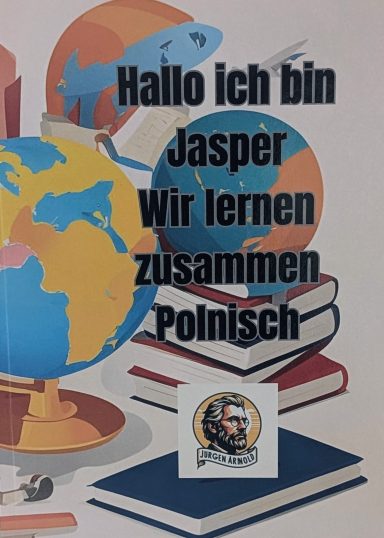 Hallo ich bin
Jasper
Wir lernen
zusammen
Polnisch
JURGEN ARNOLD